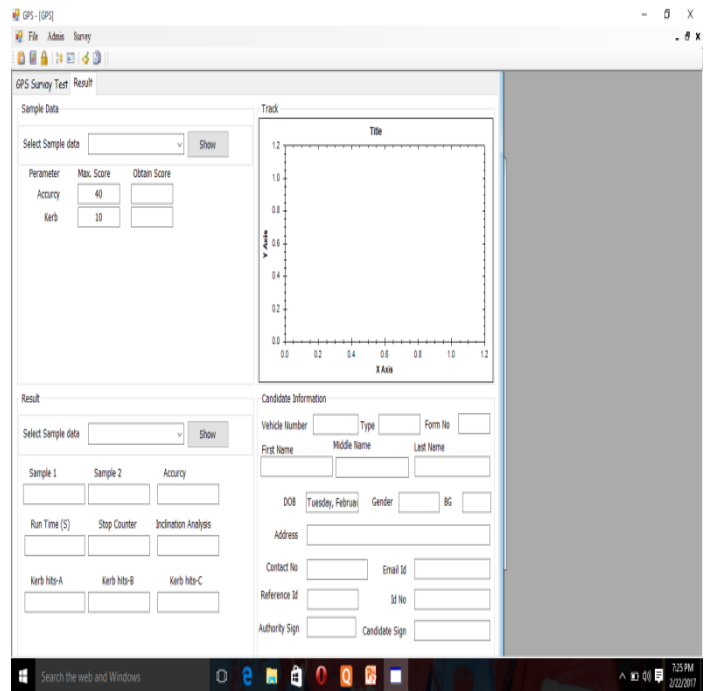 GPS - [GPS]
File Admin Survey
GPS Survay Test Result
Sample Data
Select Sample data Show
Perameter Max. Score Obtain Score
Accurcy 40
Kerb 10
Track
Title
1.2
1.0
0.8
0.6
0.4
0.2
0.0
Y Axis
0.0 0.2 0.4 0.6 0.8 1.0 1.2
X Axis
Result
Select Sample data Show
Sample 1 Sample 2 Accurcy
Run Time (S) Stop Counter Inclination Analysis
Kerb hits-A Kerb hits-B Kerb hits-C
Candidate Information
Vehicle Number Type Form No
First Name Middle Name Last Name
DOB Tuesday, Februar Gender BG
Address
Contact No Email Id
Reference Id Id No
Authority Sign Candidate Sign
Search the web and Windows
7:25 PM
2/22/2017